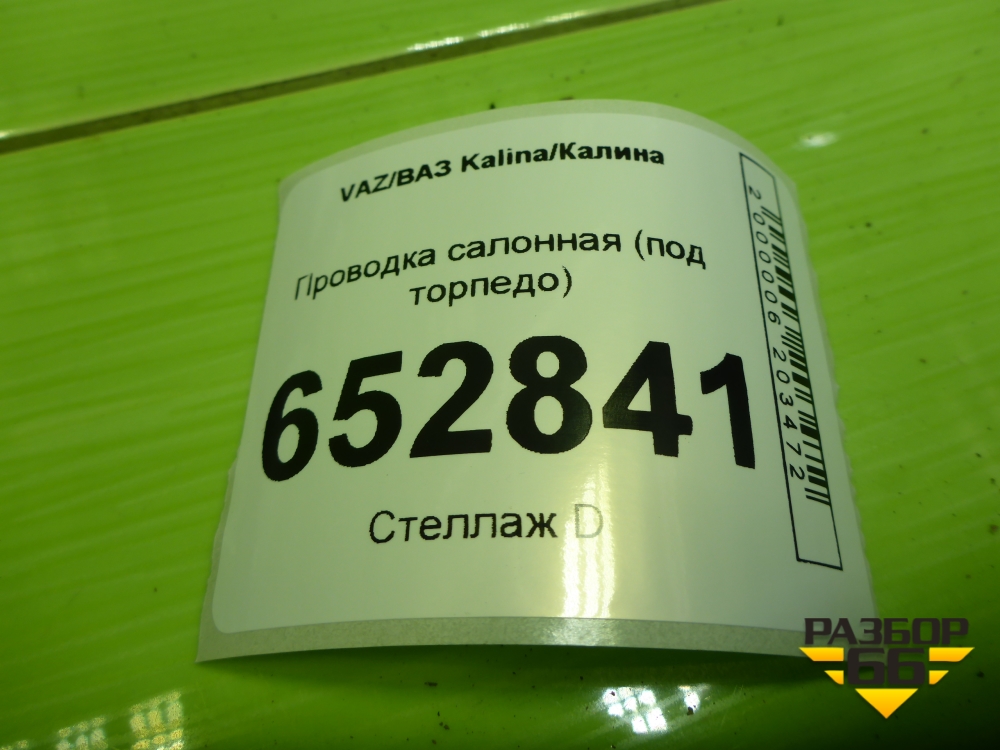 VAZ/ВАЗ Kalina/Калина
Проводка салонная (под
торпедо)
652841
Стеллаж D
2000006203472
РАЗБОР
66